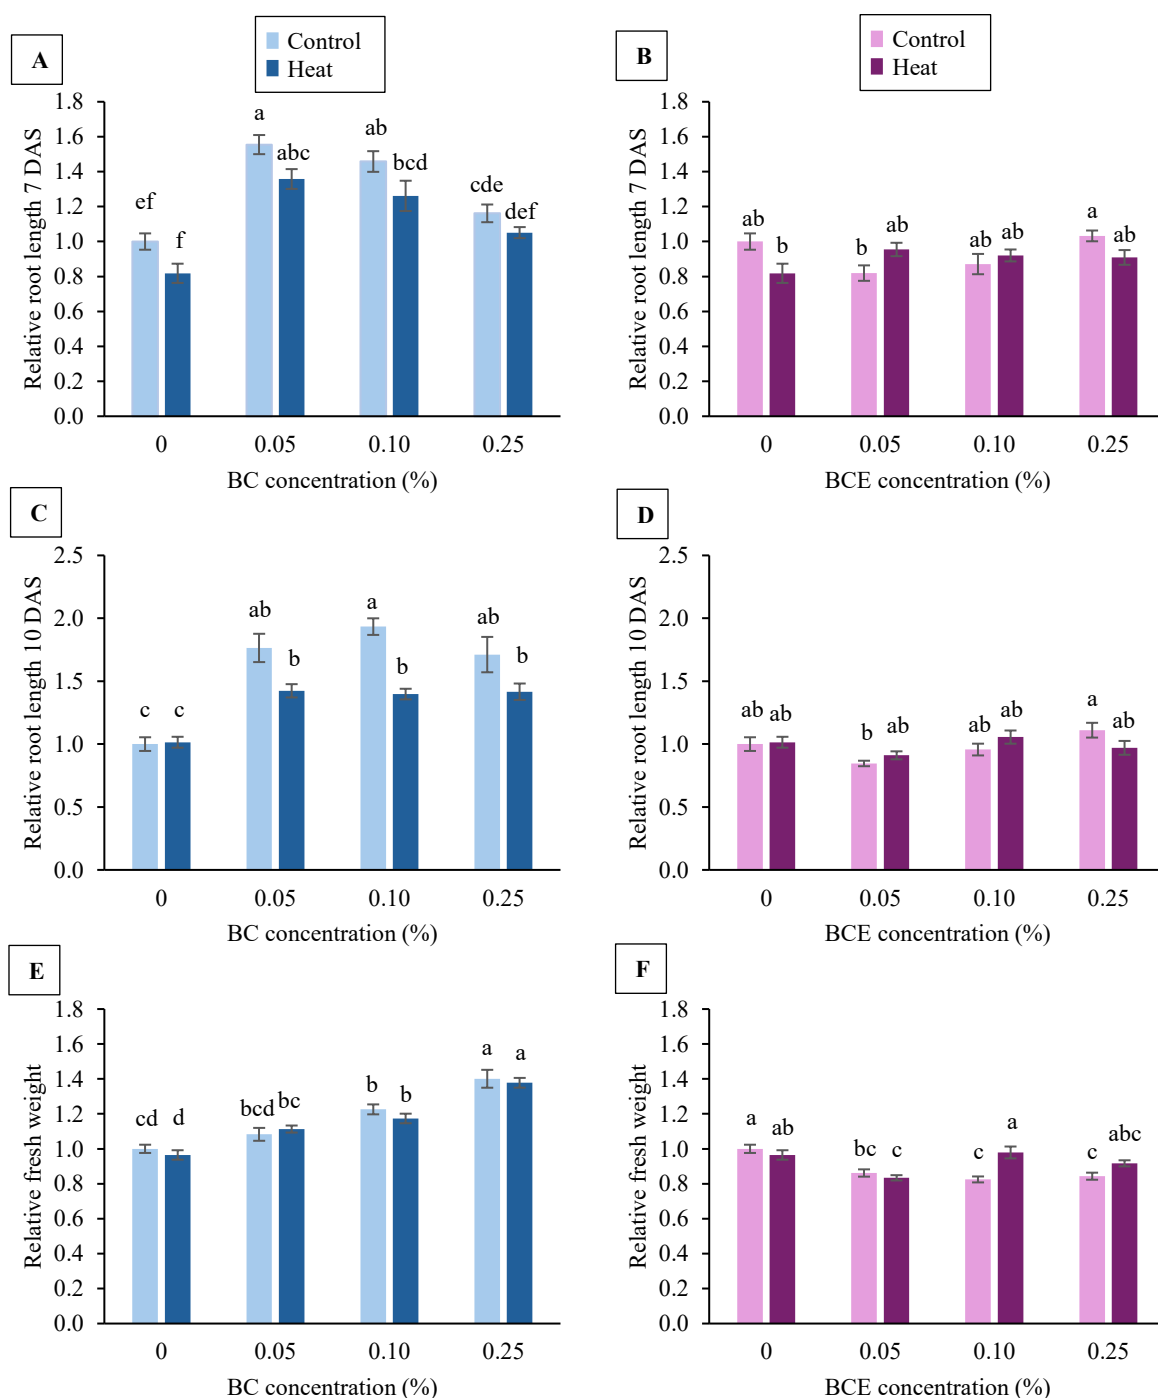 A
Control
Heat
Relative root length 7 DAS
1.8
1.6
1.4
1.2
1.0
0.8
0.6
0.4
0.2
0.0
ef
f
a
abc
ab
bcd
cde
def
0
0.05
0.10
0.25
BC concentration (%)
B
Control
Heat
Relative root length 7 DAS
1.8
1.6
1.4
1.2
1.0
0.8
0.6
0.4
0.2
0.0
ab
b
b
ab
ab
ab
a
ab
0
0.05
0.10
0.25
BCE concentration (%)
C
Relative root length 10 DAS
2.5
2.0
1.5
1.0
0.5
0.0
c
c
ab
b
a
b
ab
b
0
0.05
0.10
0.25
BC concentration (%)
D
Relative root length 10 DAS
2.5
2.0
1.5
1.0
0.5
0.0
ab
ab
b
ab
ab
ab
a
ab
0
0.05
0.10
0.25
BCE concentration (%)
E
Relative fresh weight
1.8
1.6
1.4
1.2
1.0
0.8
0.6
0.4
0.2
0.0
cd
d
bcd
bc
b
b
a
a
0
0.05
0.10
0.25
BC concentration (%)
F
Relative fresh weight
1.8
1.6
1.4
1.2
1.0
0.8
0.6
0.4
0.2
0.0
a
ab
bc
c
c
a
c
abc
0
0.05
0.10
0.25
BCE concentration (%)